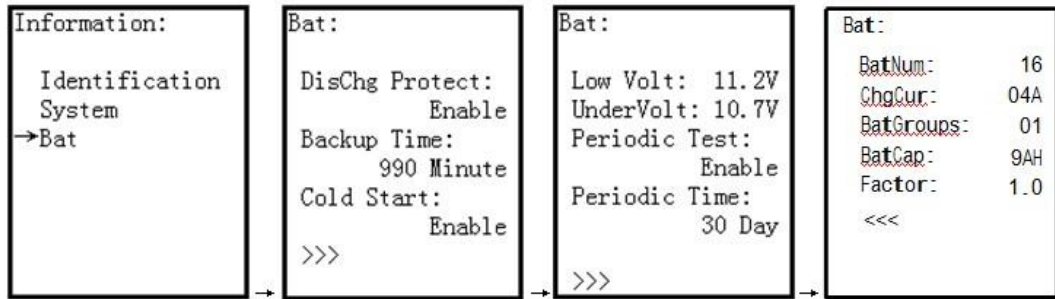 Information:
Identification
System
→Bat
Bat:
DisChg Protect:
Enable
Backup Time:
990 Minute
Cold Start:
Enable
>>>
Bat:
Low Volt: 11.2V
UnderVolt: 10.7V
Periodic Test:
Enable
Periodic Time:
30 Day
>>>
Bat:
BatNum: 16
ChgCur: 04A
BatGroups: 01
BatCap: 9AH
Factor: 1.0
<<<